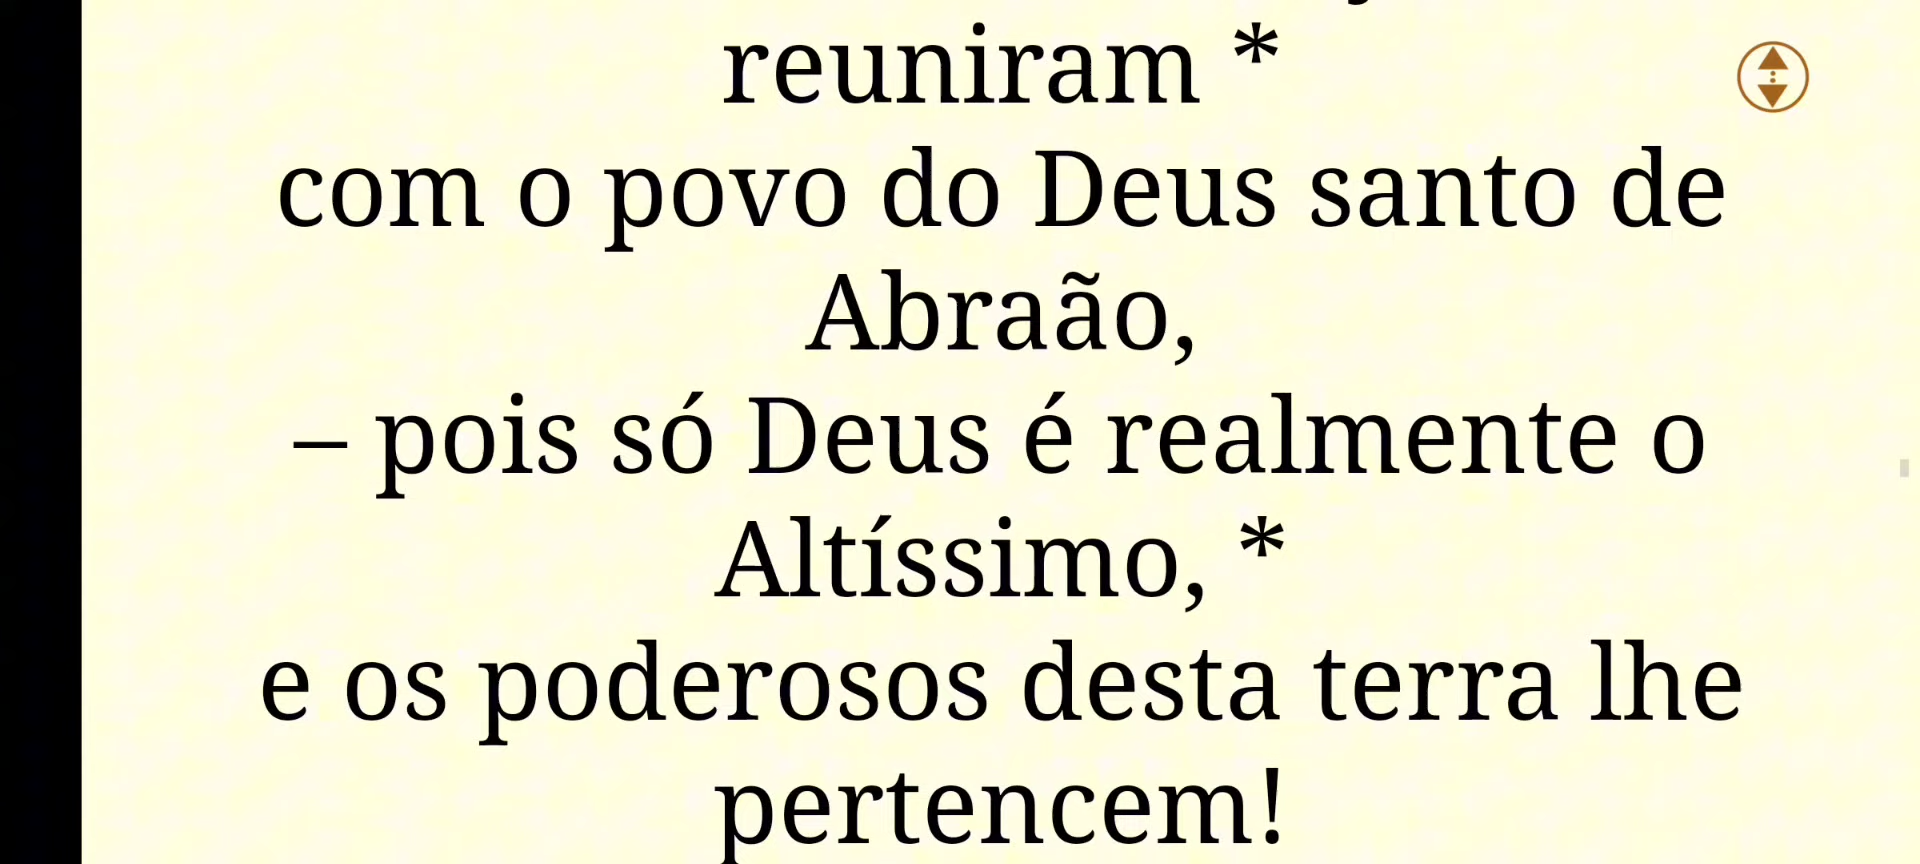 reuniram *
com o povo do Deus santo de
Abraão,
– pois só Deus é realmente o
Altíssimo, *
e os poderosos desta terra lhe
pertencem!